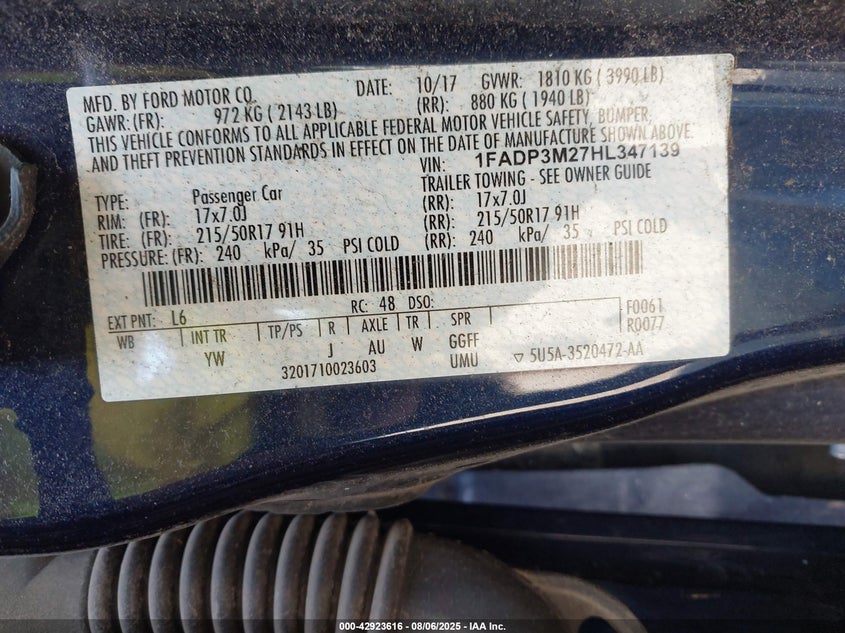 MFD. BY FORD MOTOR CO. DATE: 10/17 GVWR: 1810 KG ( 3990 LB)
GAWR: (FR): 972 KG ( 2143 LB) (RR): 880 KG ( 1940 LB)
THIS VEHICLE CONFORMS TO ALL APPLICABLE FEDERAL MOTOR VEHICLE SAFETY, BUMPER,
AND THEFT PREVENTION STANDARDS IN EFFECT ON THE DATE OF MANUFACTURE SHOWN ABOVE.
VIN: 1FADP3M27HL347139
TYPE: Passenger Car TRAILER TOWING - SEE OWNER GUIDE
RIM: (FR): 17x7.0J (RR): 17x7.0J
TIRE: (FR): 215/50R17 91H (RR): 215/50R17 91H
PRESSURE: (FR): 240 kPa/ 35 PSI COLD (RR): 240 kPa/ 35 PSI COLD
EXT PNT: L6 RC: 48 DSO: F0061
WB INT TR TP/PS R AXLE TR SPR R0077
YW J AU W GGFF
3201710023603 UMU ▽ 5U5A-3520472-AA
000-42923616 - 08/06/2025 - IAA Inc.